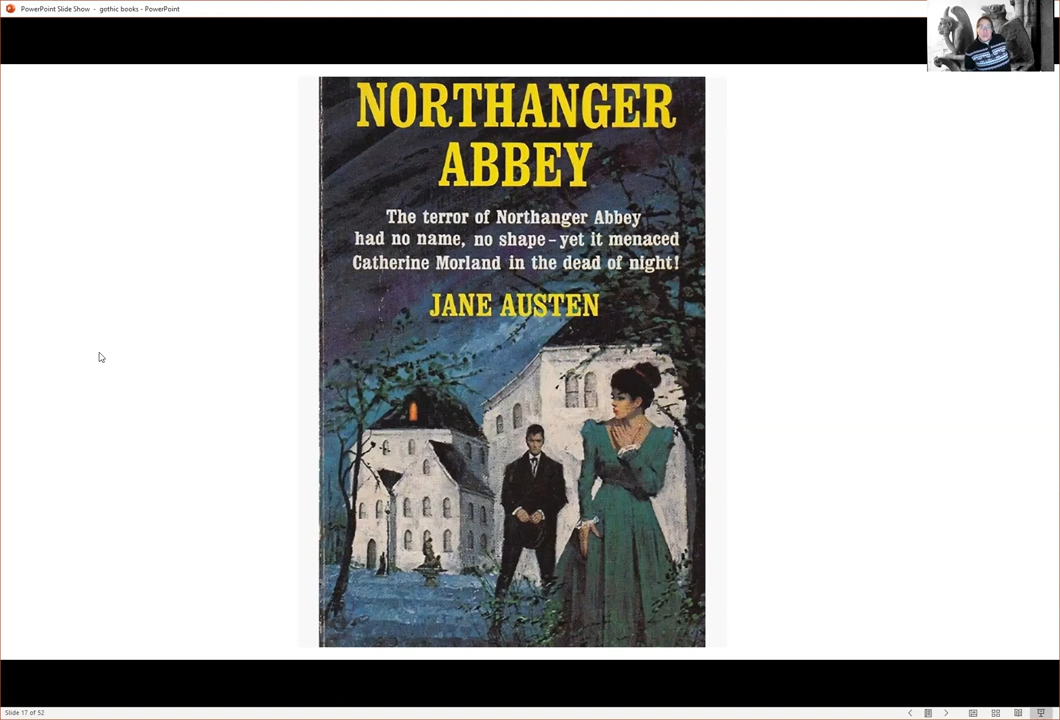 PowerPoint Slide Show - gothic books - PowerPoint
NORTHANGER
ABBEY
The terror of Northanger Abbey
had no name, no shape – yet it menaced
Catherine Morland in the dead of night!
JANE AUSTEN
Slide 17 of 52